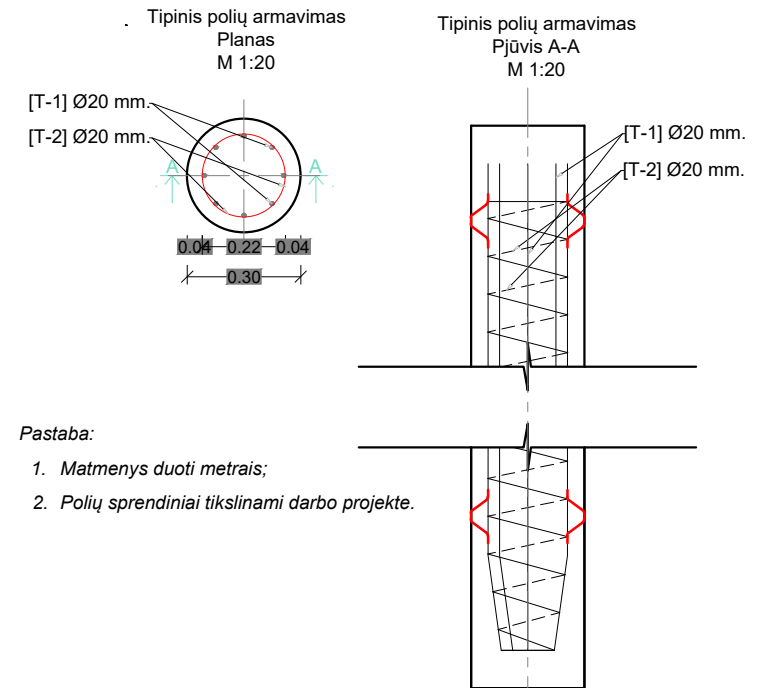 Tipinis polių armavimas
Planas
M 1:20
[T-1] Ø20 mm.
[T-2] Ø20 mm.
A
A
0.04 0.22 0.04
0.30
Tipinis polių armavimas
Pjūvis A-A
M 1:20
[T-1] Ø20 mm.
[T-2] Ø20 mm.
Pastaba:
1. Matmenys duoti metrais;
2. Polių sprendiniai tikslinami darbo projekte.